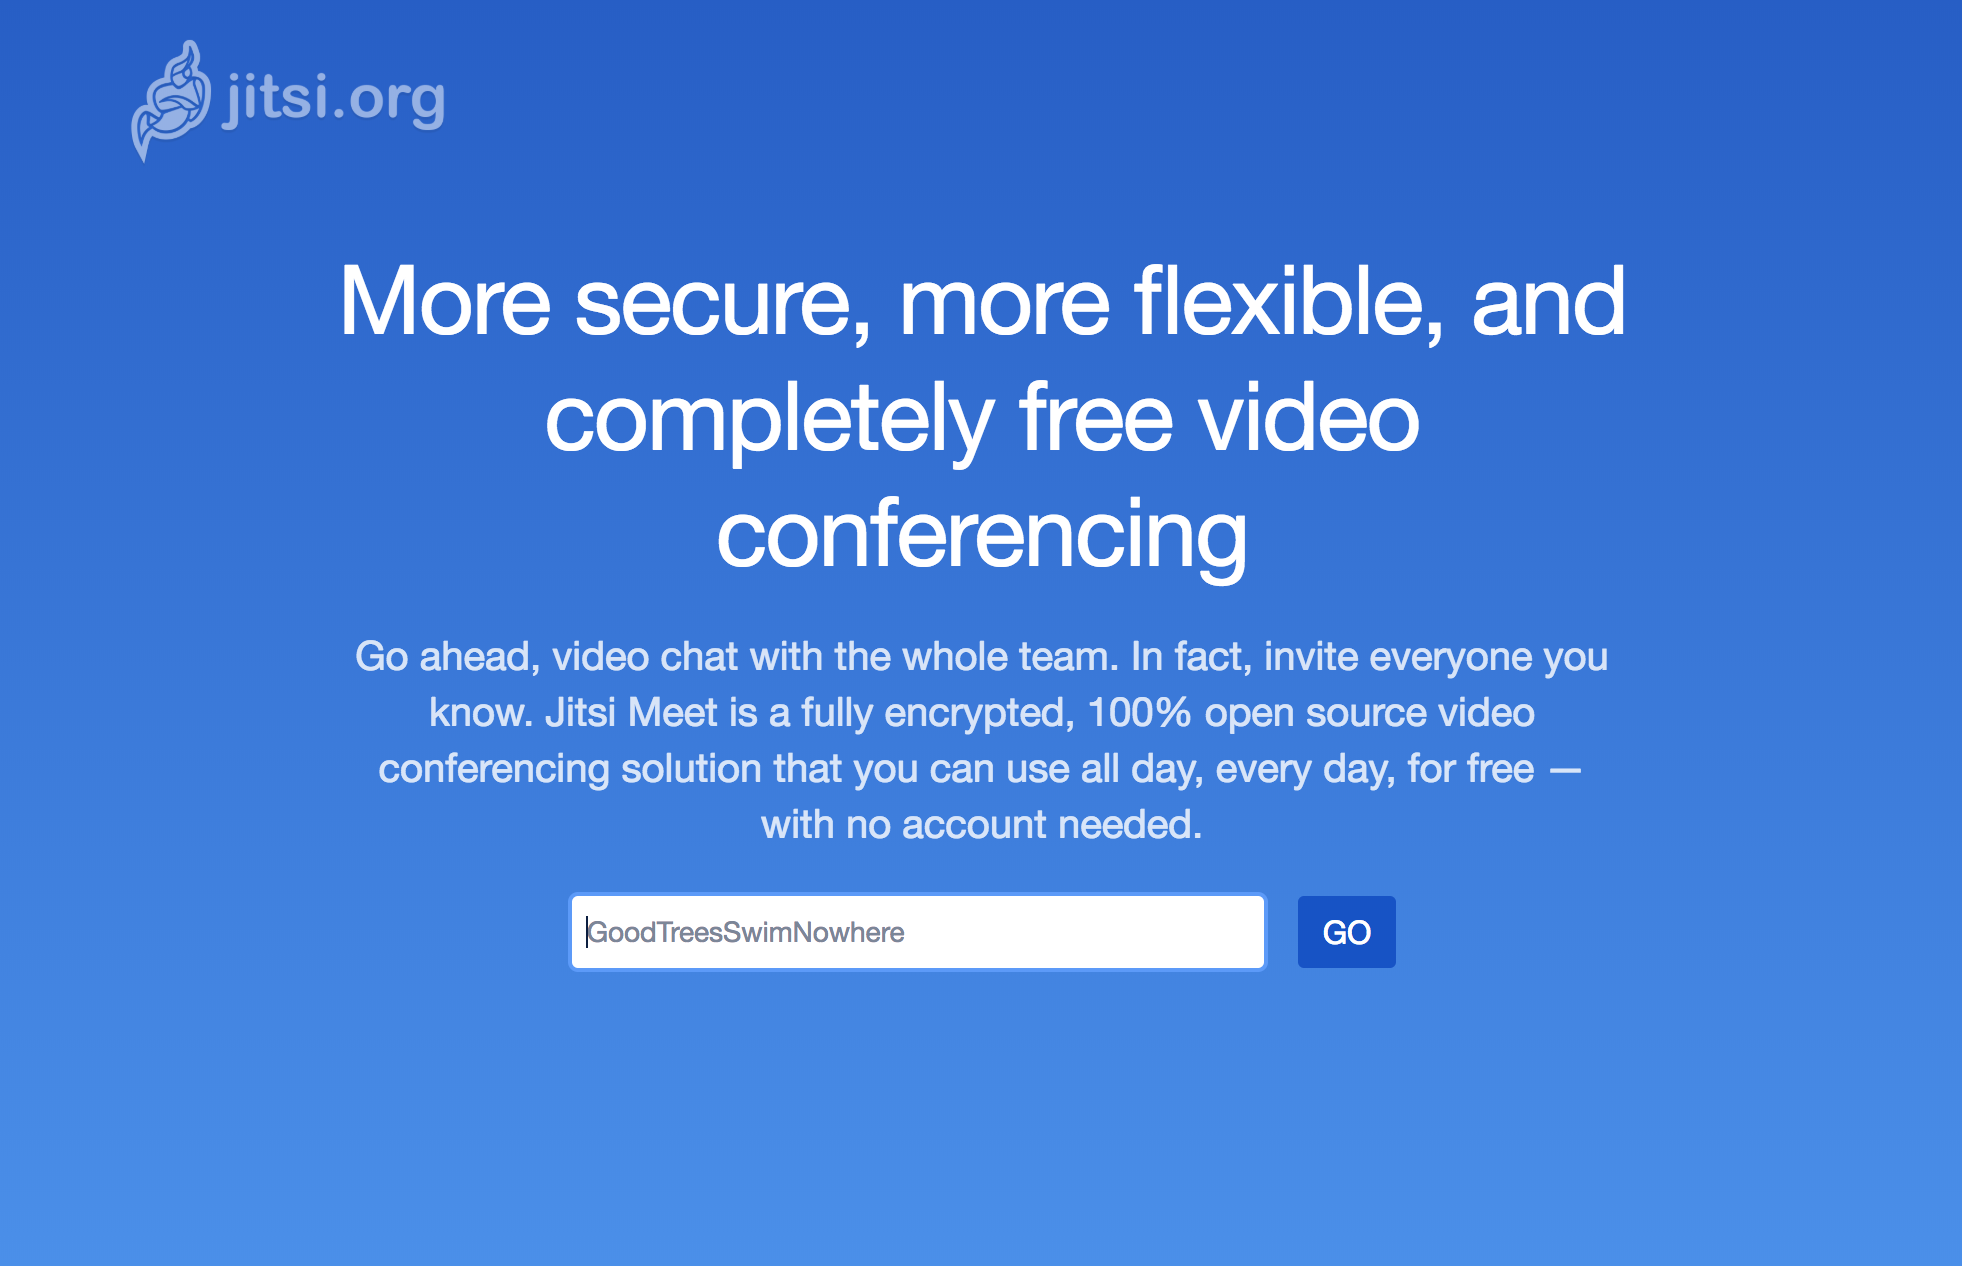 jitsi.org
More secure, more flexible, and
completely free video
conferencing
Go ahead, video chat with the whole team. In fact, invite everyone you
know. Jitsi Meet is a fully encrypted, 100% open source video
conferencing solution that you can use all day, every day, for free —
with no account needed.
GoodTreesSwimNowhere
GO